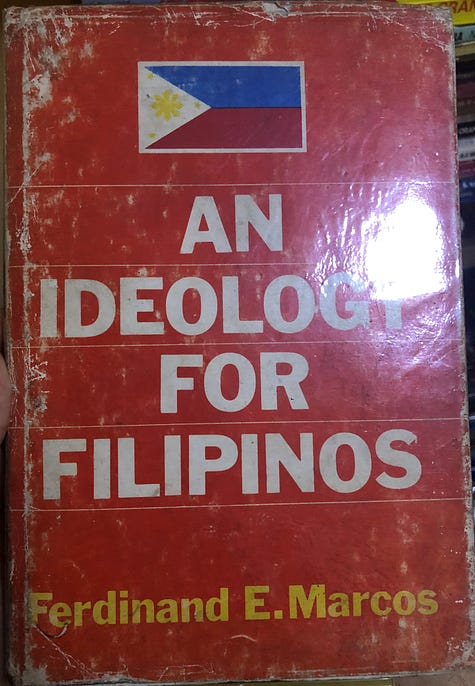 AN
IDEOLOGY
FOR
FILIPINOS
Ferdinand E. Marcos